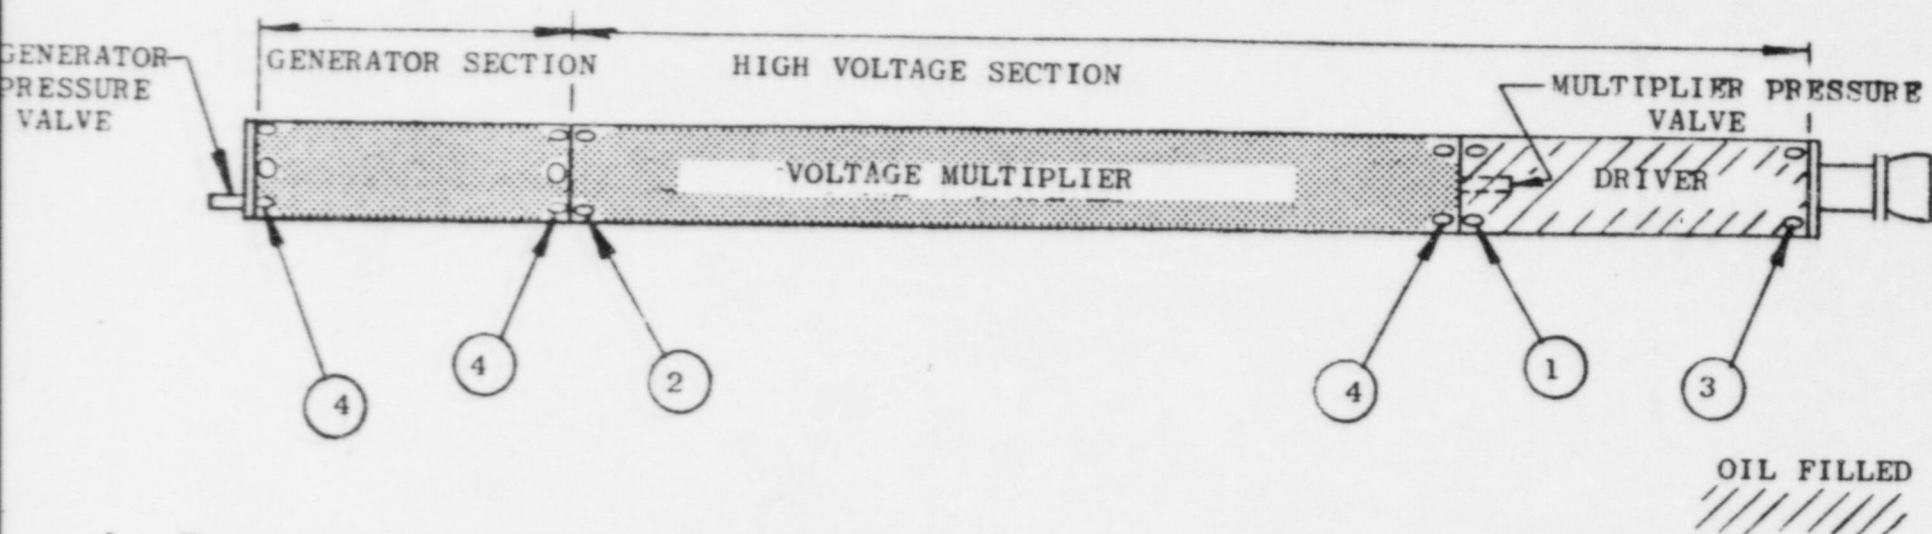 GENERATOR
PRESSURE
VALVE
GENERATOR SECTION
HIGH VOLTAGE SECTION
MULTIPLIER PRESSURE
VALVE
VOLTAGE MULTIPLIER
DRIVER
4
4
2
4
1
3
OIL FILLED